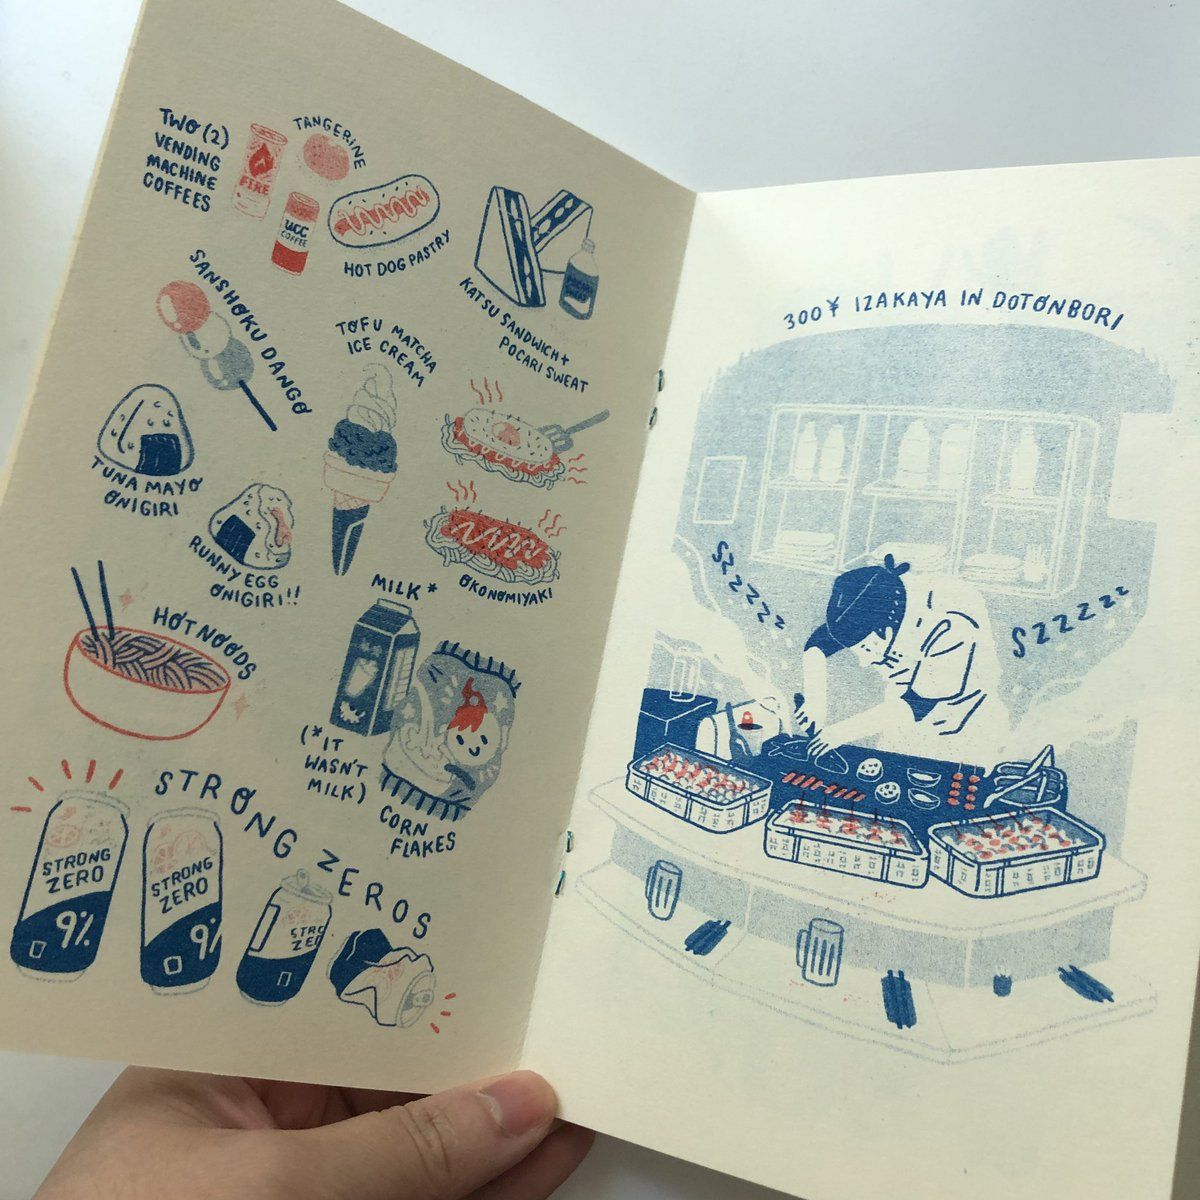 TWO (2)
VENDING
MACHINE
COFFEES
FIRE
UCC
COFFEE
TANGERINE
HOT DOG PASTRY
KATSU SANDWICH +
POCARI SWEAT
SANSHOKU DANGO
TOFU MATCHA
ICE CREAM
TUNA MAYO
ONIGIRI
RUNNY EGG
ONIGIRI!!
OKONOMIYAKI
HOT NOODS
MILK*
(*IT
WASN'T
MILK)
CORN
FLAKES
STRONG ZEROS
STRONG
ZERO
9%
STRONG
ZERO
9%
STRO
ZER
300¥ IZAKAYA IN DOTONBORI
SZZZZZ
SZZZZZZ